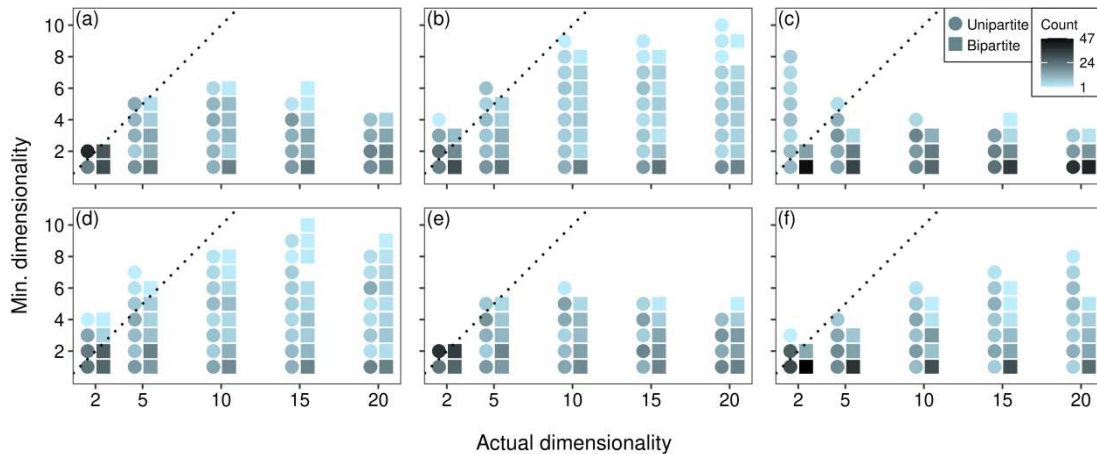 (a) (b) (c)
Unipartite
Bipartite
Count
47
24
1
10
8
6
4
2
(d) (e) (f)
10
8
6
4
2
2 5 10 15 20 2 5 10 15 20 2 5 10 15 20
Min. dimensionality
Actual dimensionality